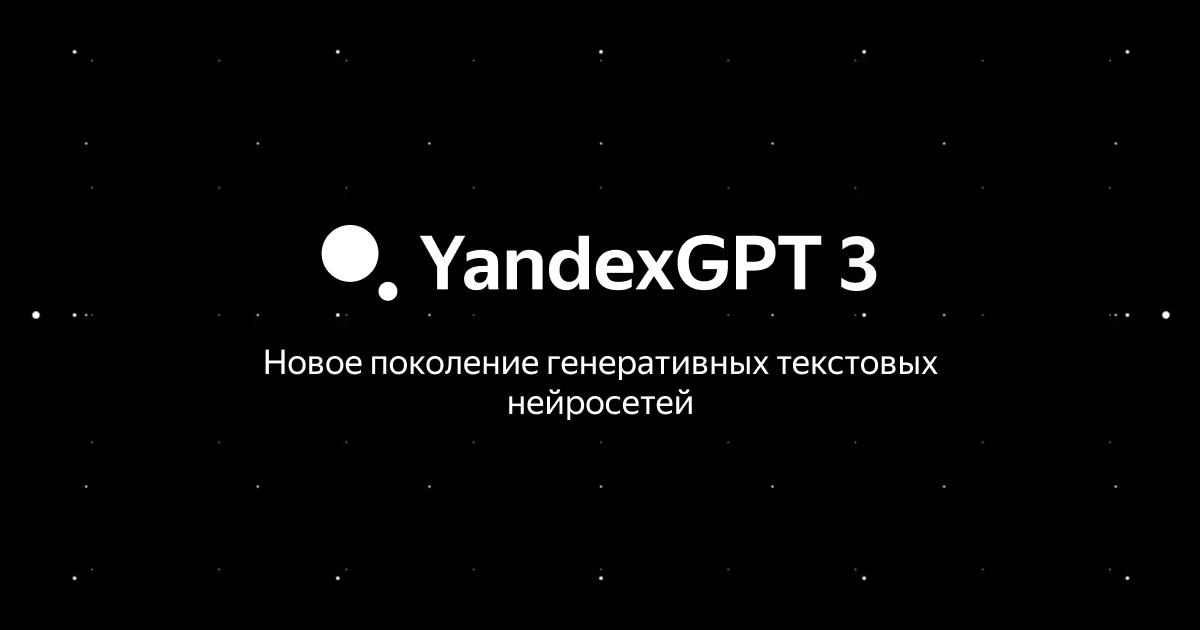 YandexGPT 3
Новое поколение генеративных текстовых
нейросетей